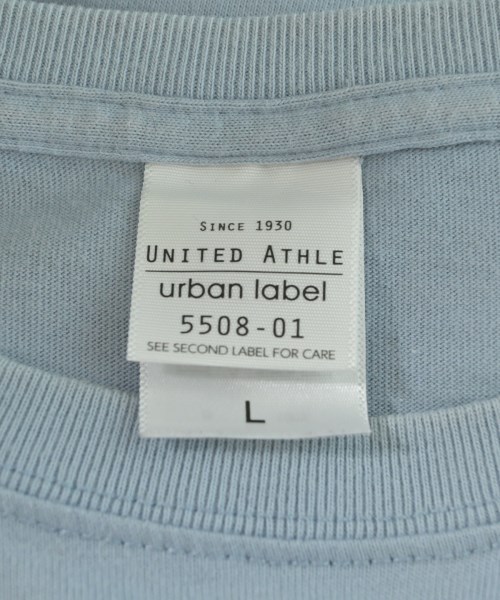 SINCE 1930
UNITED ATHLE
urban label
5508-01
SEE SECOND LABEL FOR CARE
L